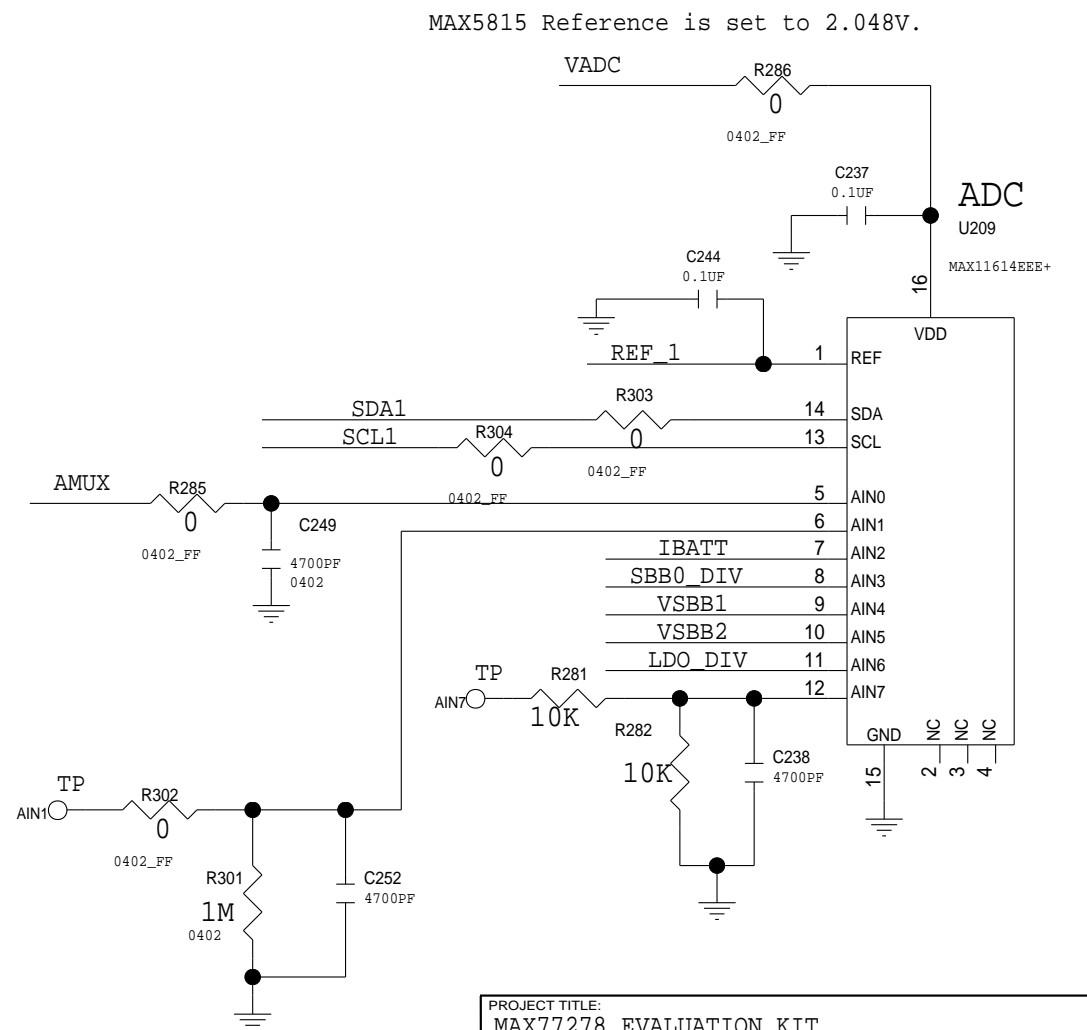 MAX5815 Reference is set to 2.048V.
VADC
R286
0
0402_FF
C237
0.1UF
ADC
U209
MAX11614EEE+
C244
0.1UF
16
VDD
REF_1
1
REF
R303
SDA1
14
SDA
0
SCL1
R304
13
SCL
0
0402_FF
AMUX
R285
0402_FF
5
AIN0
0
C249
6
AIN1
0402_FF
4700PF
0402
IBATT
7
AIN2
SBB0_DIV
8
AIN3
VSBB1
9
AIN4
VSBB2
10
AIN5
LDO_DIV
11
AIN6
TP
R281
12
AIN7
AIN7
10K
R282
10K
C238
4700PF
GND
NC
NC
NC
15
2
3
4
TP
R302
AIN1
0
0402_FF
R301
1M
0402
C252
4700PF
PROJECT TITLE:
MAX77278 EVALUATION KIT